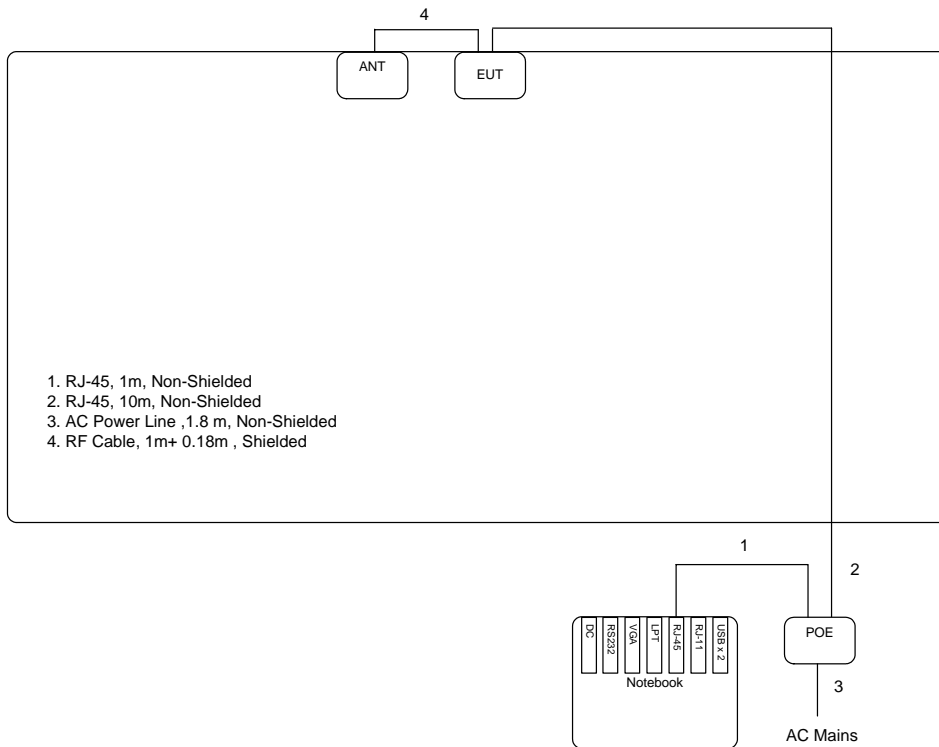 4
ANT
EUT
1. RJ-45, 1m, Non-Shielded
2. RJ-45, 10m, Non-Shielded
3. AC Power Line ,1.8 m, Non-Shielded
4. RF Cable, 1m+ 0.18m , Shielded
1
2
DC
RS232
VGA
LPT
RJ-45
RJ-11
USB x 2
Notebook
POE
3
AC Mains